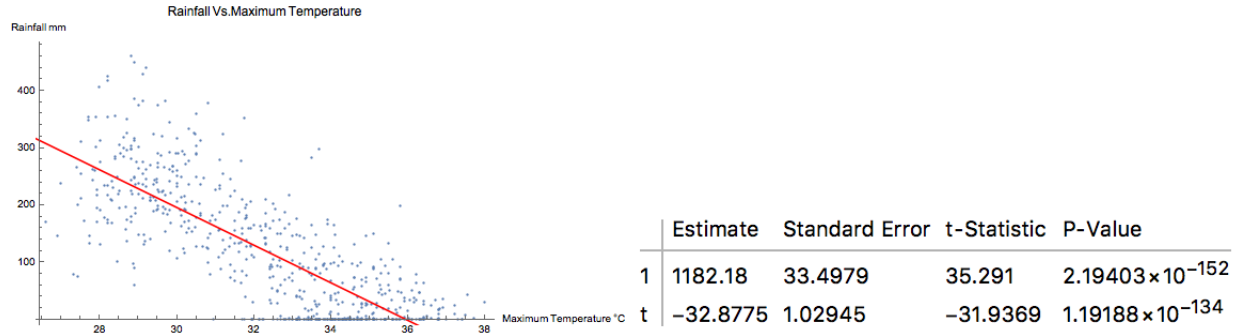 Rainfall Vs.Maximum Temperature
Rainfall mm
400
300
200
100
28 30 32 34 36 38 Maximum Temperature °C
Estimate Standard Error t-Statistic P-Value
1 1182.18 33.4979 35.291 2.19403×10⁻¹⁵²
t −32.8775 1.02945 −31.9369 1.19188×10⁻¹³⁴